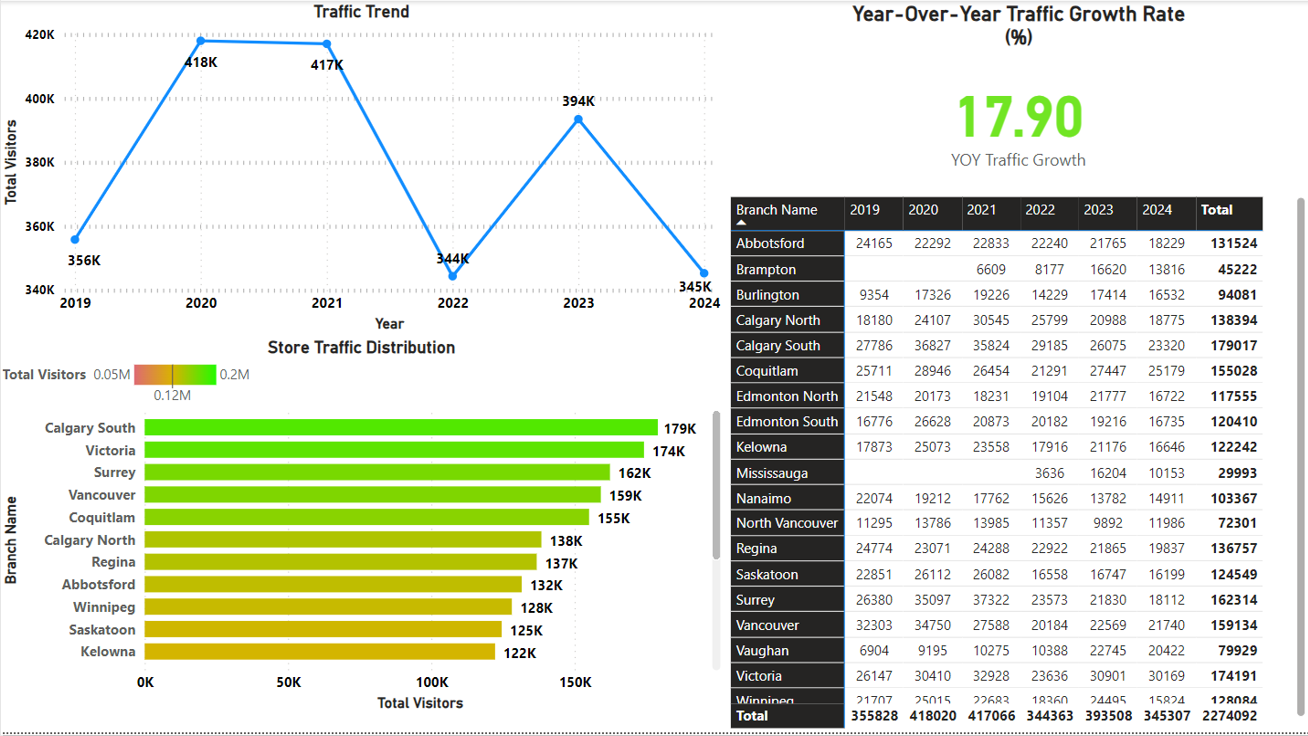 Traffic Trend
420K
400K
380K
360K
340K
Total Visitors
356K
418K
417K
344K
394K
345K
2019 2020 2021 2022 2023 2024
Year
Store Traffic Distribution
Total Visitors 0.05M 0.2M
0.12M
Branch Name
Calgary South 179K
Victoria 174K
Surrey 162K
Vancouver 159K
Coquitlam 155K
Calgary North 138K
Regina 137K
Abbotsford 132K
Winnipeg 128K
Saskatoon 125K
Kelowna 122K
0K 50K 100K 150K
Total Visitors
Year-Over-Year Traffic Growth Rate
(%)
17.90
YOY Traffic Growth
Branch Name 2019 2020 2021 2022 2023 2024 Total
Abbotsford 24165 22292 22833 22240 21765 18229 131524
Brampton 6609 8177 16620 13816 45222
Burlington 9354 17326 19226 14229 17414 16532 94081
Calgary North 18180 24107 30545 25799 20988 18775 138394
Calgary South 27786 36827 35824 29185 26075 23320 179017
Coquitlam 25711 28946 26454 21291 27447 25179 155028
Edmonton North 21548 20173 18231 19104 21777 16722 117555
Edmonton South 16776 26628 20873 20182 19216 16735 120410
Kelowna 17873 25073 23558 17916 21176 16646 122242
Mississauga 3636 16204 10153 29993
Nanaimo 22074 19212 17762 15626 13782 14911 103367
North Vancouver 11295 13786 13985 11357 9892 11986 72301
Regina 24774 23071 24288 22922 21865 19837 136757
Saskatoon 22851 26112 26082 16558 16747 16199 124549
Surrey 26380 35097 37322 23573 21830 18112 162314
Vancouver 32303 34750 27588 20184 22569 21740 159134
Vaughan 6904 9195 10275 10388 22745 20422 79929
Victoria 26147 30410 32928 23636 30901 30169 174191
Winnipeg 21707 25015 22683 18360 24495 15824 128084
Total 355828 418020 417066 344363 393508 345307 2274092